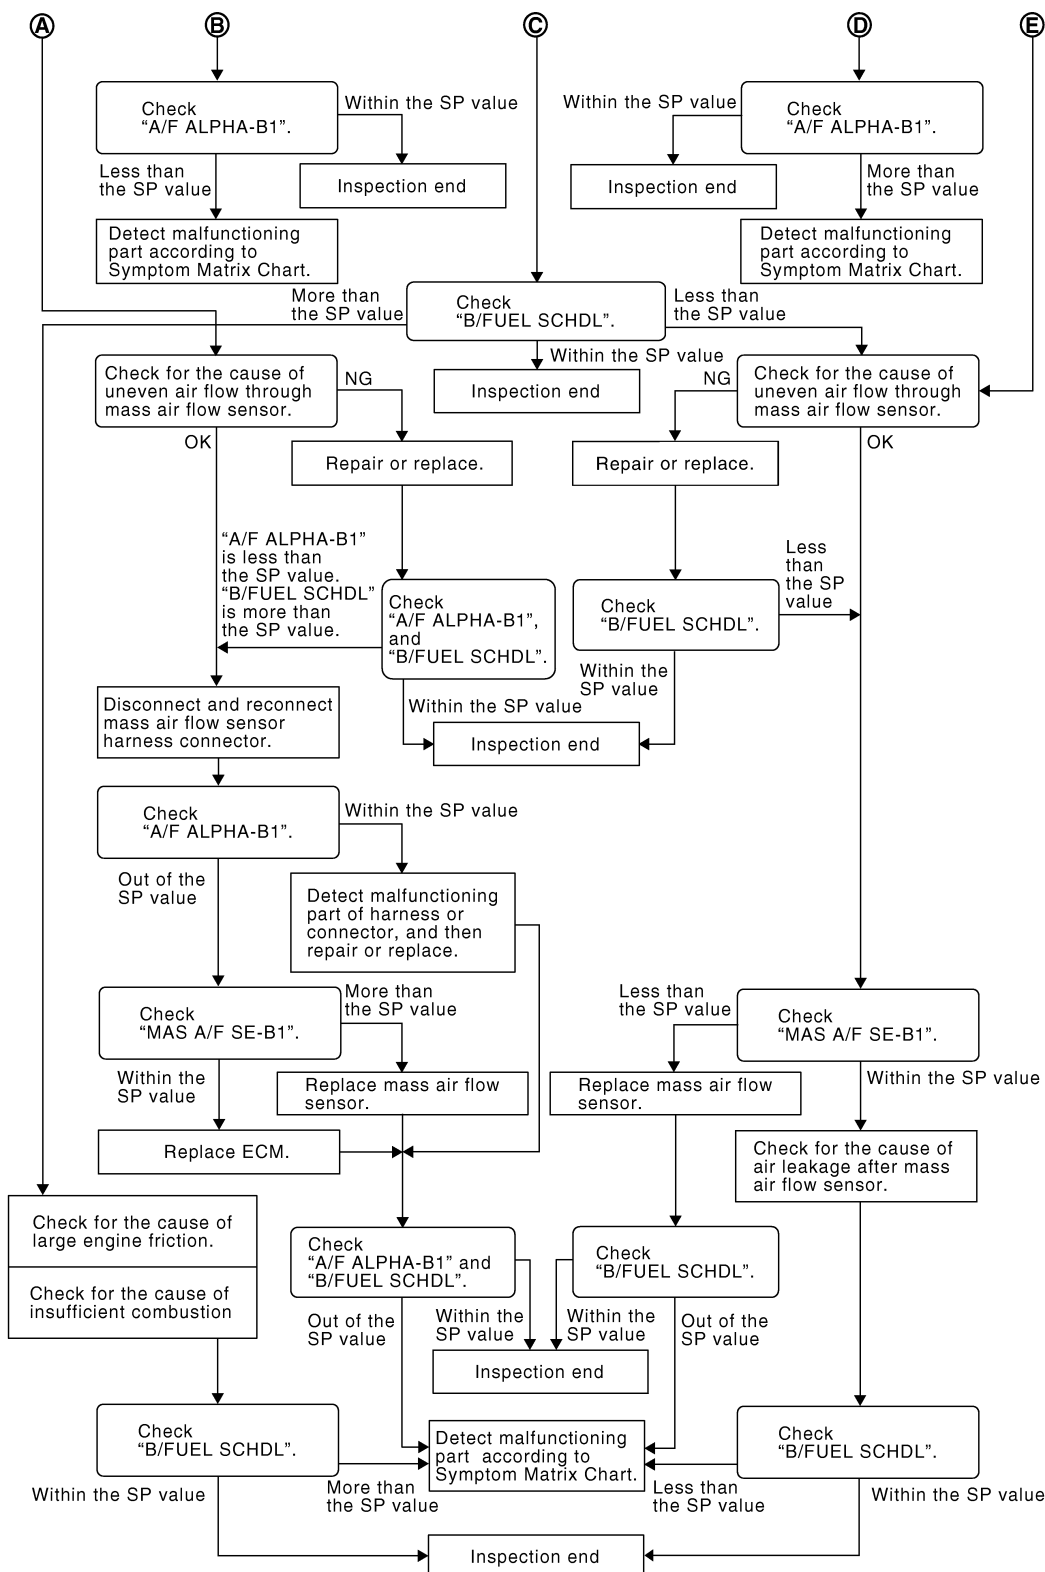 A
B
C
D
E
Check
“A/F ALPHA-B1”.
Within the SP value
Within the SP value
Check
“A/F ALPHA-B1”.
Less than
the SP value
Inspection end
Inspection end
More than
the SP value
Detect malfunctioning
part according to
Symptom Matrix Chart.
Detect malfunctioning
part according to
Symptom Matrix Chart.
More than
the SP value
Check
“B/FUEL SCHDL”.
Less than
the SP value
Within the SP value
Inspection end
Check for the cause of
uneven air flow through
mass air flow sensor.
NG
NG
Check for the cause of
uneven air flow through
mass air flow sensor.
OK
OK
Repair or replace.
Repair or replace.
“A/F ALPHA-B1”
is less than
the SP value.
“B/FUEL SCHDL”
is more than
the SP value.
Check
“A/F ALPHA-B1”,
and
“B/FUEL SCHDL”.
Check
“B/FUEL SCHDL”.
Less
than
the SP
value
Within the SP value
Within the
SP value
Inspection end
Disconnect and reconnect
mass air flow sensor
harness connector.
Check
“A/F ALPHA-B1”.
Within the SP value
Out of the
SP value
Detect malfunctioning
part of harness or
connector, and then
repair or replace.
Check
“MAS A/F SE-B1”.
More than
the SP value
Less than
the SP value
Check
“MAS A/F SE-B1”.
Within the
SP value
Replace mass air flow
sensor.
Replace mass air flow
sensor.
Within the SP value
Replace ECM.
Check for the cause of
air leakage after mass
air flow sensor.
Check for the cause of
large engine friction.
Check for the cause of
insufficient combustion
Check
“A/F ALPHA-B1” and
“B/FUEL SCHDL”.
Check
“B/FUEL SCHDL”.
Out of the
SP value
Within the
SP value
Within the
SP value
Out of the
SP value
Inspection end
Check
“B/FUEL SCHDL”.
Detect malfunctioning
part according to
Symptom Matrix Chart.
Check
“B/FUEL SCHDL”.
Within the SP value
More than
the SP value
Less than
the SP value
Within the SP value
Inspection end